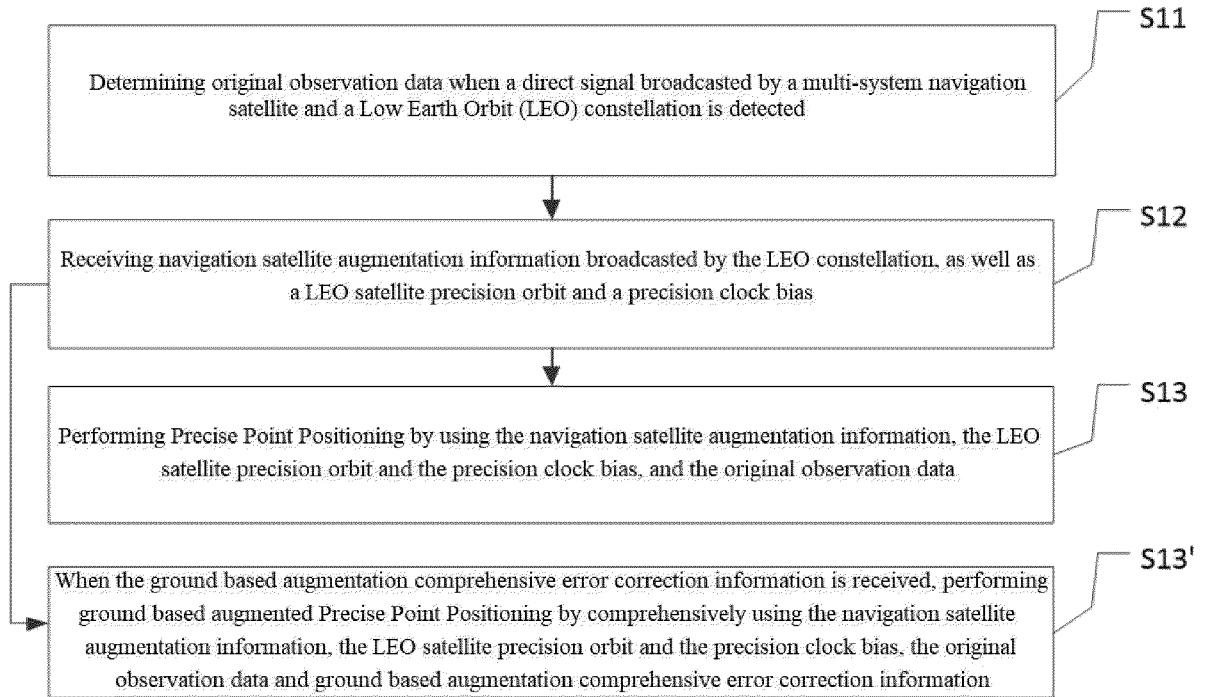 S11
Determining original observation data when a direct signal broadcasted by a multi-system navigation
satellite and a Low Earth Orbit (LEO) constellation is detected
S12
Receiving navigation satellite augmentation information broadcasted by the LEO constellation, as well as
a LEO satellite precision orbit and a precision clock bias
S13
Performing Precise Point Positioning by using the navigation satellite augmentation information, the LEO
satellite precision orbit and the precision clock bias, and the original observation data
S13'
When the ground based augmentation comprehensive error correction information is received, performing
ground based augmented Precise Point Positioning by comprehensively using the navigation satellite
augmentation information, the LEO satellite precision orbit and the precision clock bias, the original
observation data and ground based augmentation comprehensive error correction information